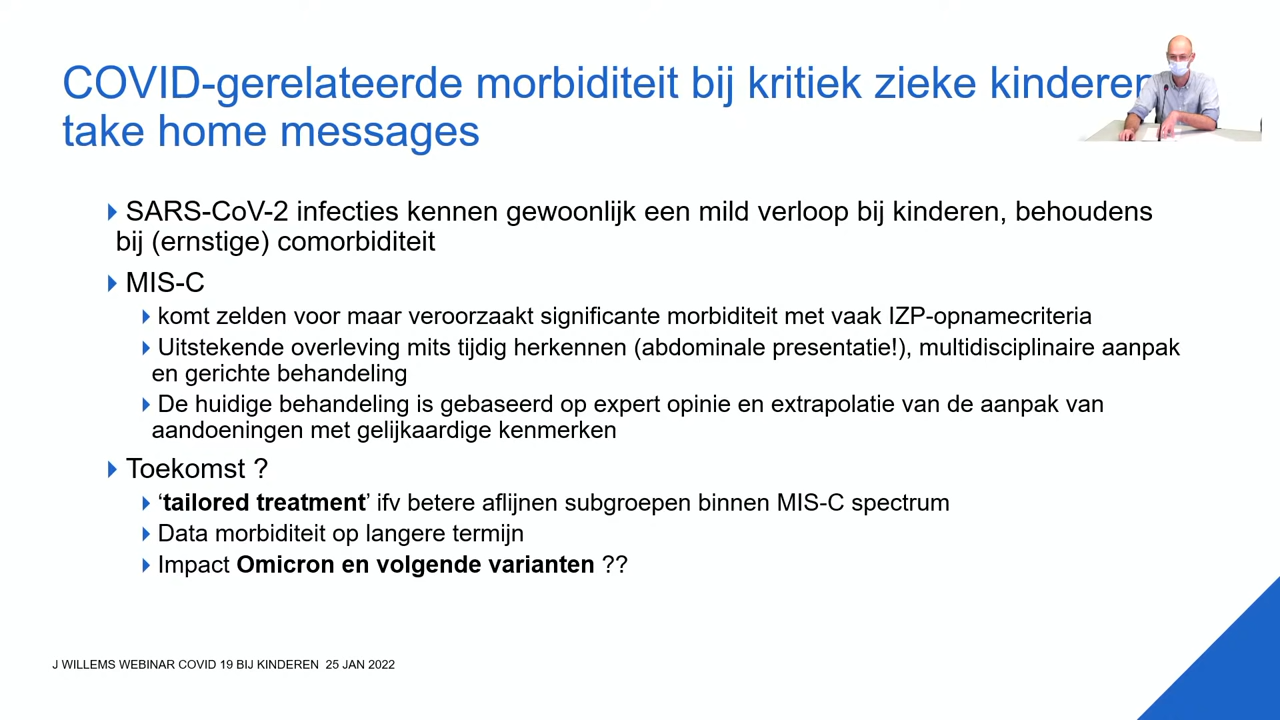 COVID-gerelateerde morbiditeit bij kritiek zieke kinderen
take home messages
SARS-CoV-2 infecties kennen gewoonlijk een mild verloop bij kinderen, behoudens
bij (ernstige) comorbiditeit
MIS-C
komt zelden voor maar veroorzaakt significante morbiditeit met vaak IZP-opnamecriteria
Uitstekende overleving mits tijdig herkennen (abdominale presentatie!), multidisciplinaire aanpak
en gerichte behandeling
De huidige behandeling is gebaseerd op expert opinie en extrapolatie van de aanpak van
aandoeningen met gelijkaardige kenmerken
Toekomst ?
‘tailored treatment’ ifv betere aflijnen subgroepen binnen MIS-C spectrum
Data morbiditeit op langere termijn
Impact Omicron en volgende varianten ??
J WILLEMS WEBINAR COVID 19 BIJ KINDEREN 25 JAN 2022